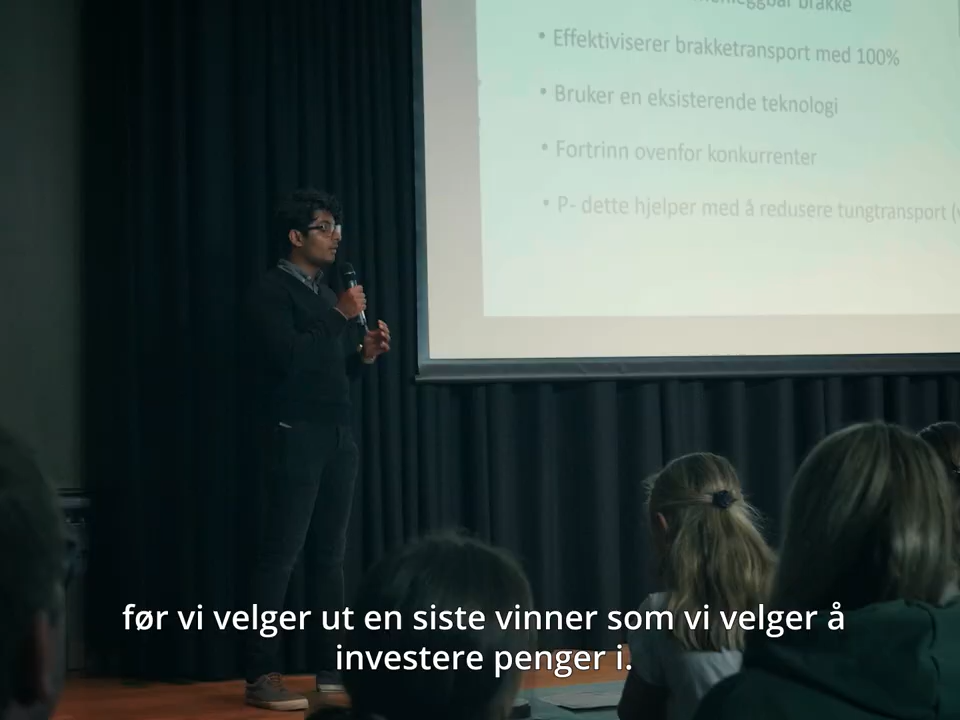 brakke
• Effektiviserer brakketransport med 100%
• Bruker en eksisterende teknologi
• Fortrinn ovenfor konkurrenter
• P- dette hjelper med å redusere tungtransport
før vi velger ut en siste vinner som vi velger å
investere penger i.